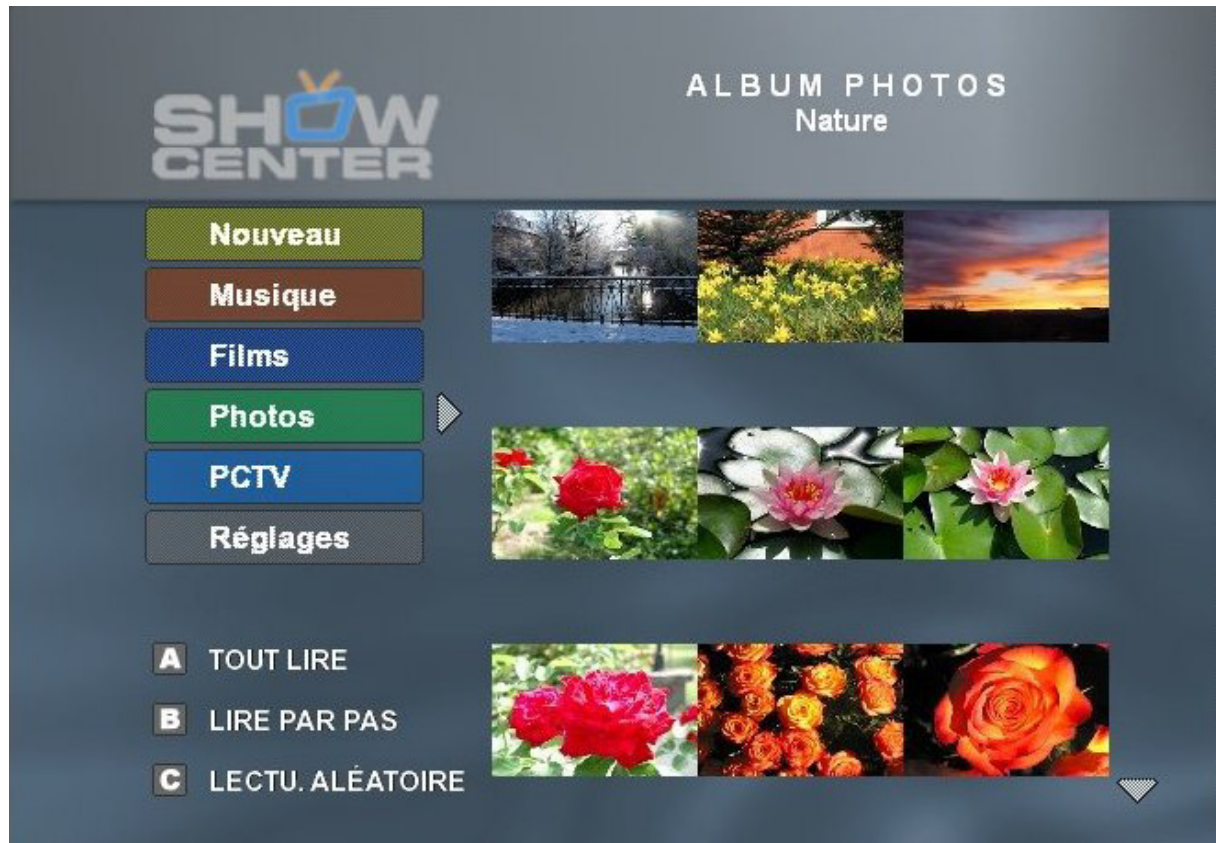 SHOW
CENTER
ALBUM PHOTOS
Nature
Nouveau
Musique
Films
Photos
PCTV
Réglages
A TOUT LIRE
B LIRE PAR PAS
C LECTU. ALÉATOIRE